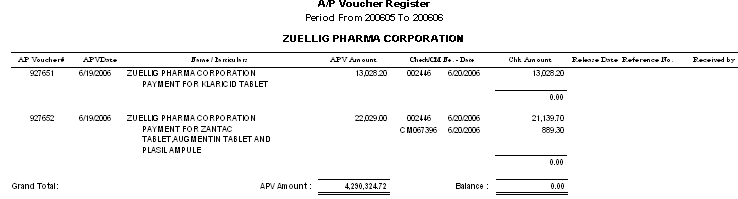 A/P Voucher Register
Period From 200605 To 200606
ZUELLIG PHARMA CORPORATION
AP Voucher# APVDate Name / Particulars APV Amount Check/CM No. - Date Chk Amount Release Date Reference No. Received by
927651 6/19/2006 ZUELLIG PHARMA CORPORATION 13,028.20 002446 6/20/2006 13,028.20
PAYMENT FOR KLARICID TABLET
0.00
927652 6/19/2006 ZUELLIG PHARMA CORPORATION 22,029.00 002446 6/20/2006 21,139.70
PAYMENT FOR ZANTAC CM067396 6/20/2006 889.30
TABLET,AUGMENTIN TABLET AND
PLASIL AMPULE
0.00
Grand Total: APV Amount : 4,290,324.72 Balance : 0.00